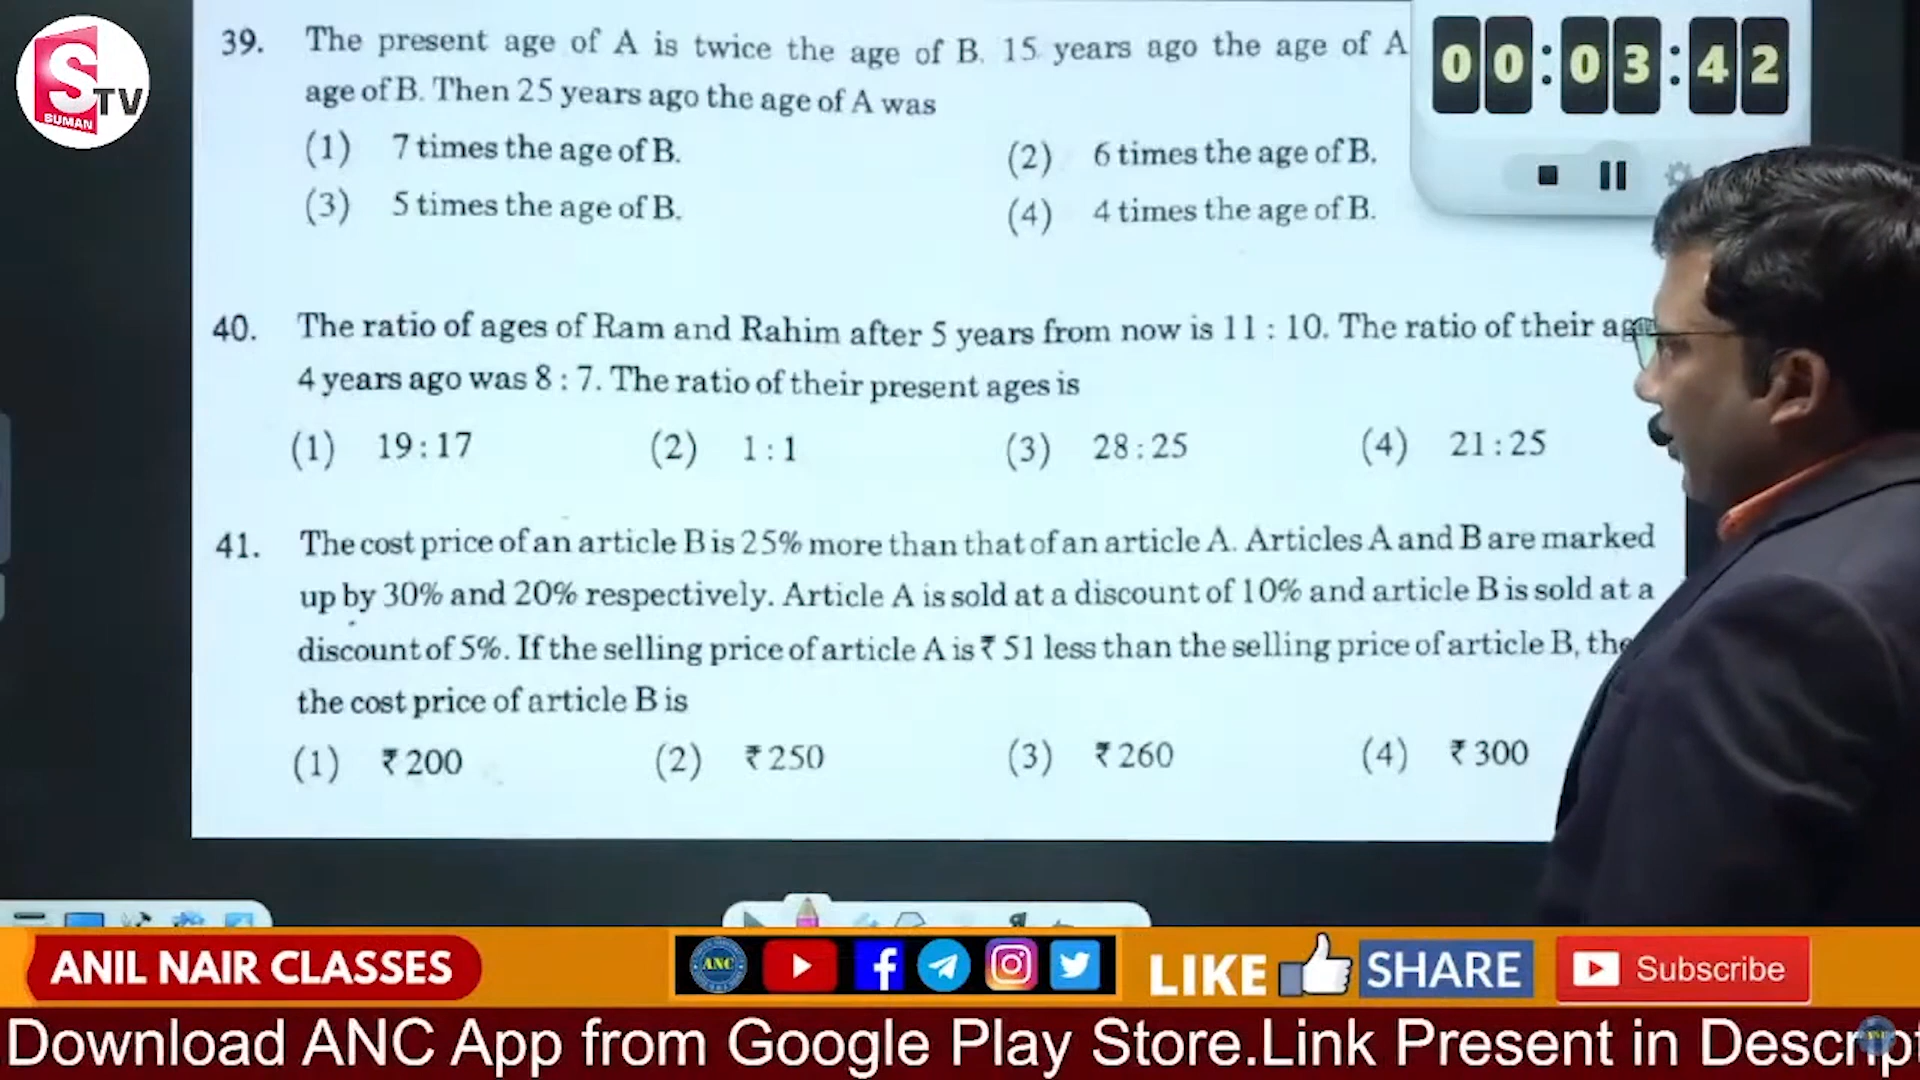 STV
SUMAN
00:03:42
39. The present age of A is twice the age of B. 15 years ago the age of A
age of B. Then 25 years ago the age of A was
(1) 7 times the age of B. (2) 6 times the age of B.
(3) 5 times the age of B. (4) 4 times the age of B.
40. The ratio of ages of Ram and Rahim after 5 years from now is 11 : 10. The ratio of their
4 years ago was 8 : 7. The ratio of their present ages is
(1) 19 : 17 (2) 1 : 1 (3) 28 : 25 (4) 21 : 25
41. The cost price of an article B is 25% more than that of an article A. Articles A and B are marked
up by 30% and 20% respectively. Article A is sold at a discount of 10% and article B is sold at a
discount of 5%. If the selling price of article A is ₹ 51 less than the selling price of article B,
the cost price of article B is
(1) ₹ 200 (2) ₹ 250 (3) ₹ 260 (4) ₹ 300
ANIL NAIR CLASSES
ANC
LIKE SHARE Subscribe
Download ANC App from Google Play Store.Link Present in